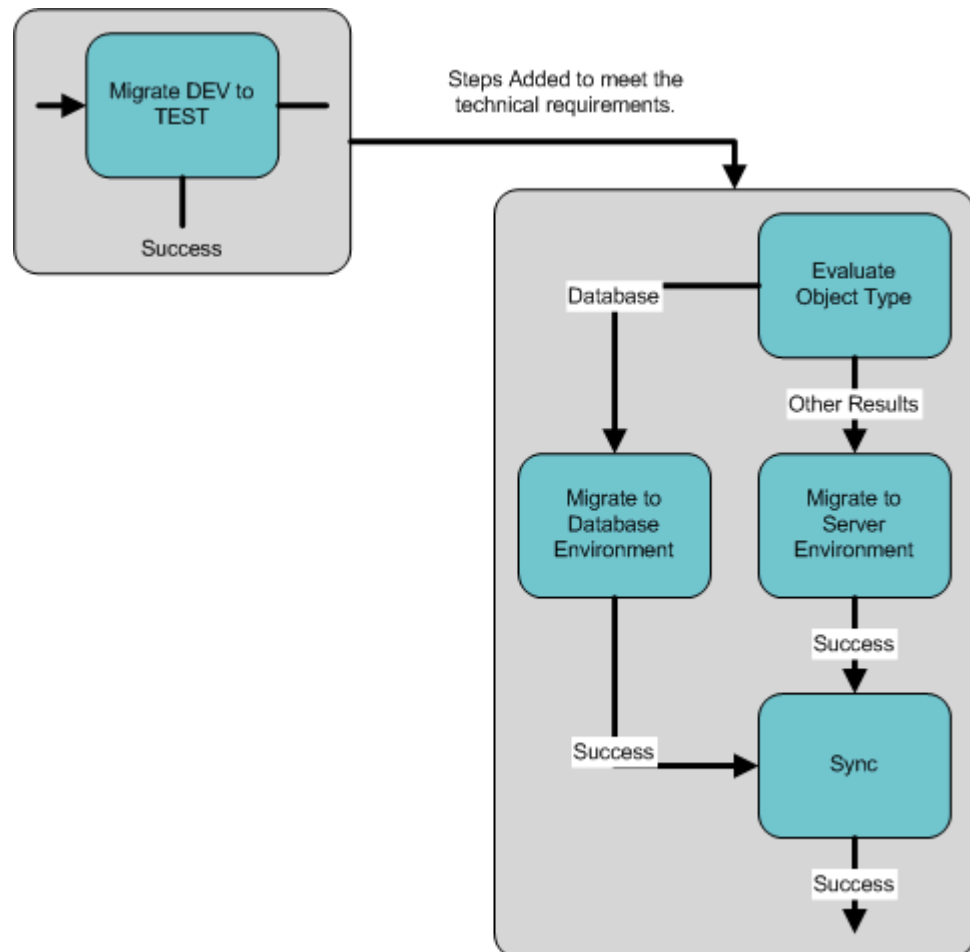 Migrate DEV to
TEST
Success
Steps Added to meet the
technical requirements.
Evaluate
Object Type
Database
Other Results
Migrate to
Database
Environment
Migrate to
Server
Environment
Success
Success
Sync
Success